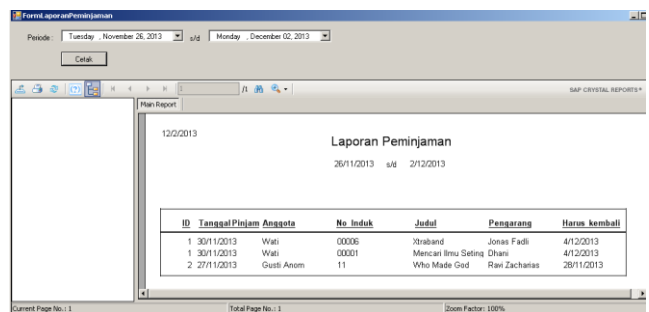 FormLaporanPeminjaman
Periode : Tuesday , November 26, 2013 s/d Monday , December 02, 2013
Cetak
1 /1 SAP CRYSTAL REPORTS®
Main Report
12/2/2013
Laporan Peminjaman
26/11/2013 s/d 2/12/2013
ID TanggalPinjam Anggota No Induk Judul Pengarang Harus kembali
1 30/11/2013 Wati 00006 Xtraband Jonas Fadli 4/12/2013
1 30/11/2013 Wati 00001 Mencari Ilmu Seting Dhani 4/12/2013
2 27/11/2013 Gusti Anom 11 Who Made God Ravi Zacharias 28/11/2013
Current Page No.: 1 Total Page No.: 1 Zoom Factor: 100%